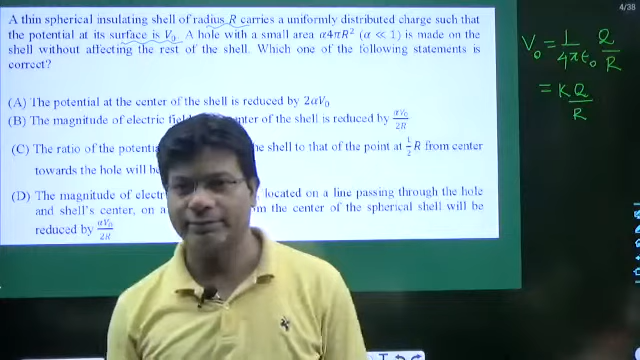 4/38
A thin spherical insulating shell of radius R carries a uniformly distributed charge such that
the potential at its surface is V₀. A hole with a small area α4πR² (α ≪ 1) is made on the
shell without affecting the rest of the shell. Which one of the following statements is
correct?
(A) The potential at the center of the shell is reduced by 2αV₀
(B) The magnitude of electric nter of the shell is reduced by αV₀/2R
(C) The ratio of the the shell to that of the point at ½R from center
towards the hole will be
(D) The magnitude of located on a line passing through the hole
and shell's center, on a om the center of the spherical shell will be
reduced by αV₀/2R
V₀ = 1/4πε₀ Q/R
= KQ/R
T